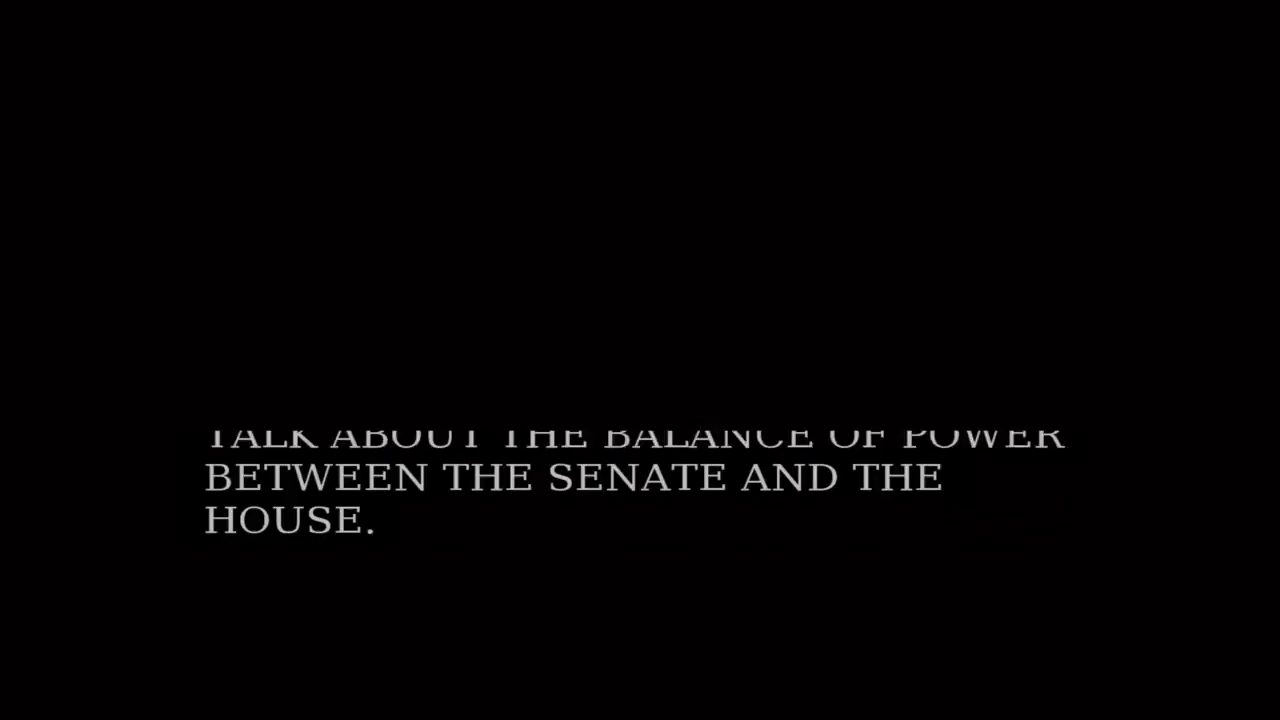 TALK ABOUT THE BALANCE OF POWER
BETWEEN THE SENATE AND THE
HOUSE.